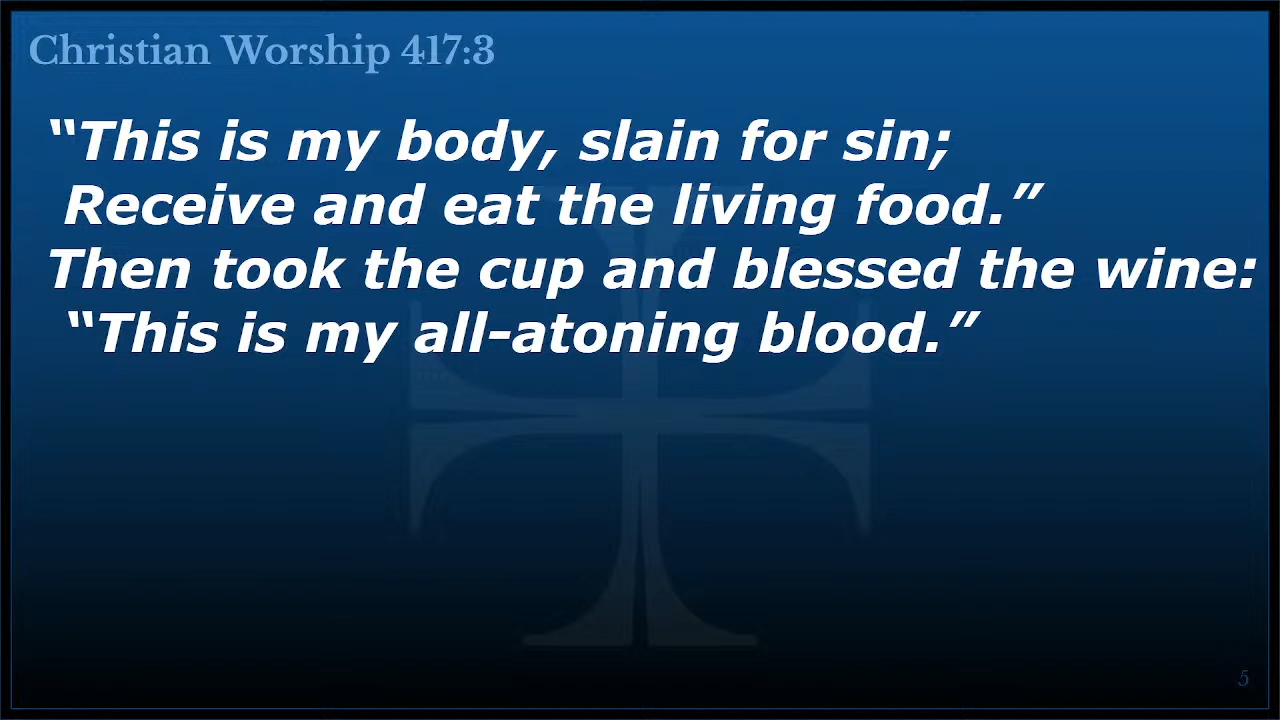 Christian Worship 417:3
“This is my body, slain for sin;
Receive and eat the living food.”
Then took the cup and blessed the wine:
“This is my all-atoning blood.”
5